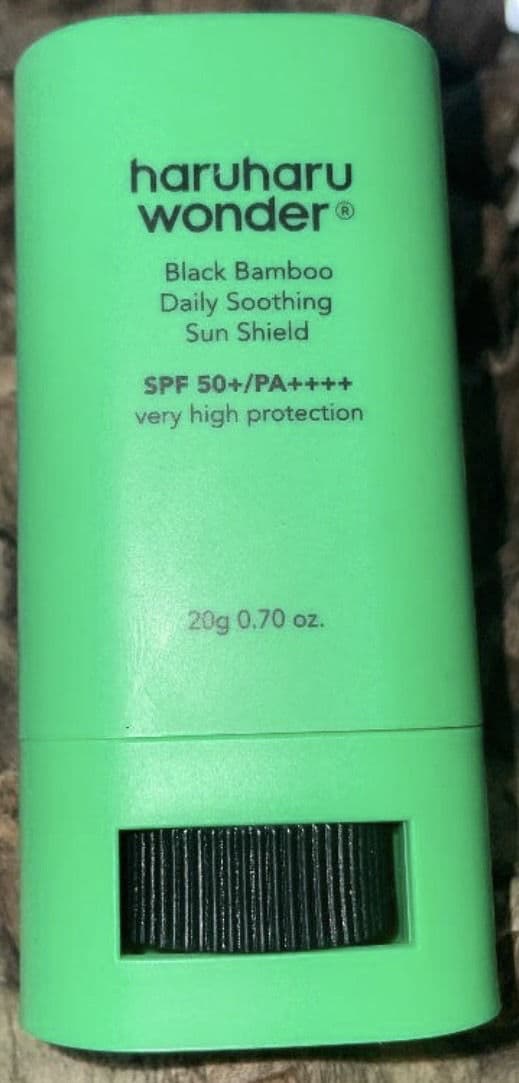 haruharu
wonder®
Black Bamboo
Daily Soothing
Sun Shield
SPF 50+/PA++++
very high protection
20g 0.70 oz.